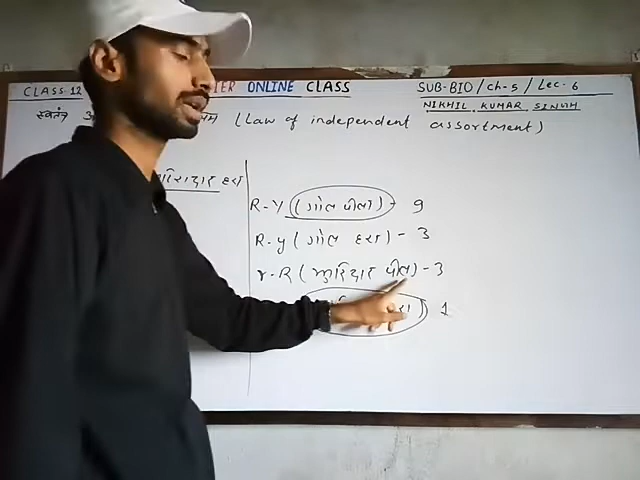 CLASS-12 IER ONLINE CLASS SUB-BIO/Ch-5/Lec-6
NIKHIL KUMAR SINGH
स्वतंत्र (Law of independent assortment)
R-Y (गोल पीला) - 9
R-y (गोल हरा) - 3
r-R (झुर्रिदार पीला) - 3
1